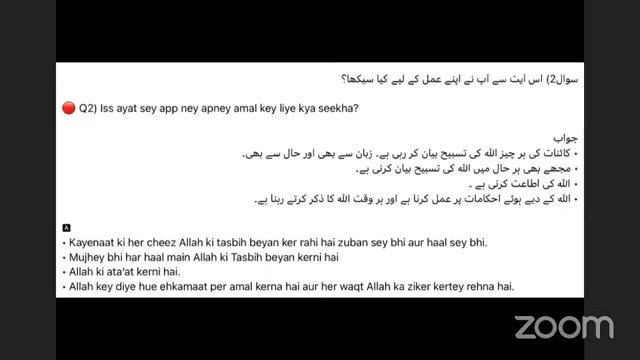 سوال2) اس آیت سے آپ نے اپنے عمل کے لیے کیا سیکھا؟
🔴 Q2) Iss ayat sey app ney apney amal key liye kya seekha?
جواب
• کائنات کی ہر چیز اللہ کی تسبیح بیان کر رہی ہے۔ زبان سے بھی اور حال سے بھی۔
• مجھے بھی ہر حال میں اللہ کی تسبیح بیان کرنی ہے۔
• اللہ کی اطاعت کرنی ہے ۔
• اللہ کے دیے ہوئے احکامات پر عمل کرنا ہے اور ہر وقت اللہ کا ذکر کرتے رہنا ہے۔
A
• Kayenaat ki her cheez Allah ki tasbih beyan ker rahi hai zuban sey bhi aur haal sey bhi.
• Mujhey bhi har haal main Allah ki Tasbih beyan kerni hai
• Allah ki ata’at kerni hai.
• Allah key diye hue ehkamaat per amal kerna hai aur her waqt Allah ka ziker kertey rehna hai.
zoom